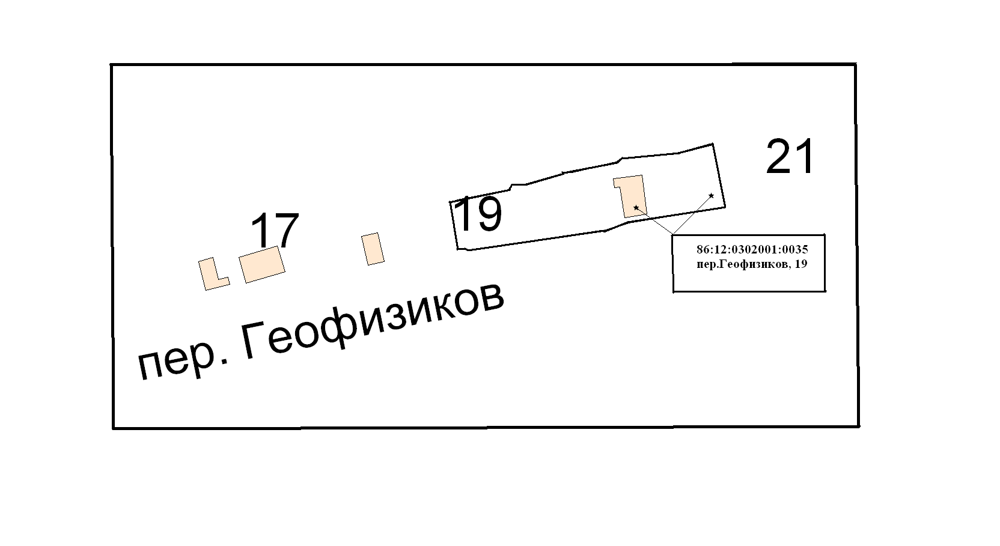 21
19
17
86:12:0302001:0035
пер.Геофизиков, 19
пер. Геофизиков